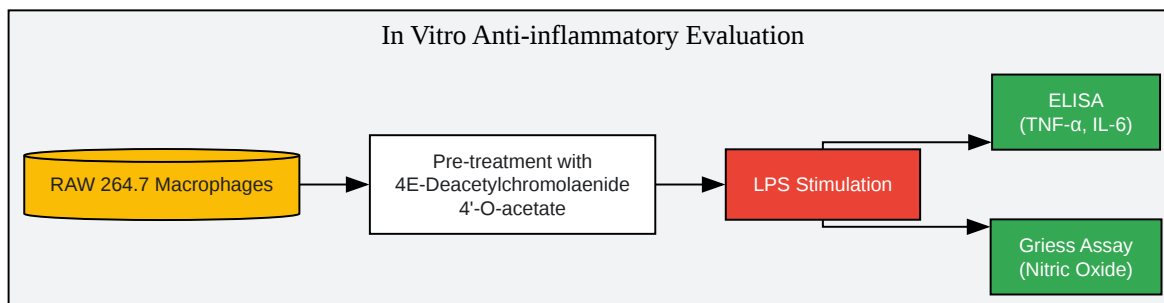 In Vitro Anti-inflammatory Evaluation
RAW 264.7 Macrophages
Pre-treatment with
4E-Deacetylchromolaenide
4'-O-acetate
LPS Stimulation
ELISA
(TNF-α, IL-6)
Griess Assay
(Nitric Oxide)